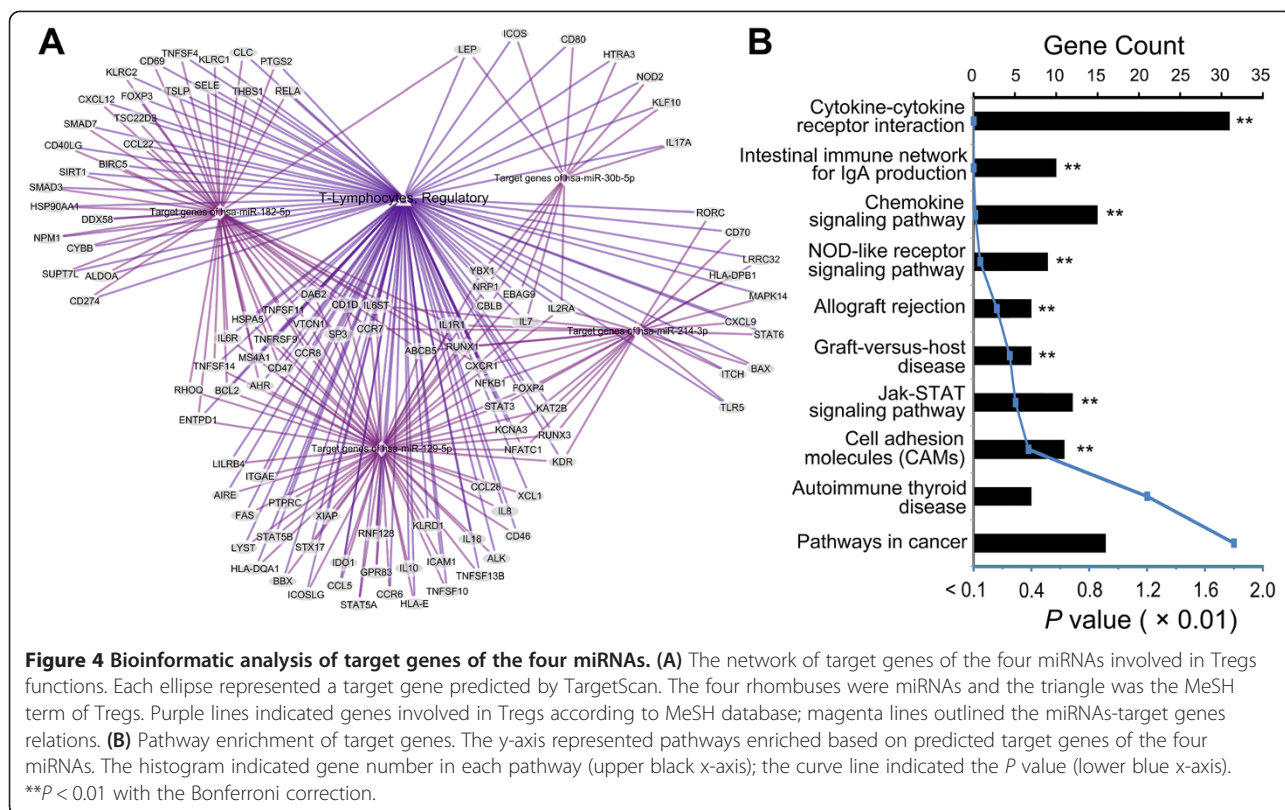 A
ICOS
LEP
CD80
HTRA3
NOD2
KLF10
IL17A
TNFSF4
CLC
CD69
KLRC1
PTGS2
KLRC2
TSLP
SELE
THBS1
RELA
CXCL12
FOXP3
SMAD7
CD40LG
CCL22
BIRC5
SIRT1
SMAD3
HSP90AA1
DDX58
NPM1
CYBB
SUPT7L
ALDOA
CD274
Target genes of hsa-miR-182-5p
T-Lymphocytes, Regulatory
Target genes of hsa-miR-30b-5p
RORC
CD70
LRRC32
HLA-DPB1
MAPK14
CXCL9
STAT6
BAX
ITCH
TLR5
Target genes of hsa-miR-214-3p
YBX1
NRP1
EBAG9
CBLB
IL2RA
IL7
DAB2
CD1D
IL6ST
TNFSF11
HSPA5
VTCN1
SP3
CCR7
IL1R1
RUNX1
IL6R
TNFRSF9
CCR8
ABCB5
MS4A1
CD47
CXCR1
TNFSF14
AHR
NFKB1
FOXP4
RHOQ
BCL2
STAT3
KAT2B
ENTPD1
KCNA3
RUNX3
NFATC1
KDR
Target genes of hsa-miR-129-5p
LILRB4
ITGAE
AIRE
PTPRC
FAS
XIAP
STAT5B
LYST
STX17
HLA-DQA1
BBX
ICOSLG
IDO1
CCL5
STAT5A
RNF128
GPR83
CCR6
IL10
HLA-E
KLRD1
ICAM1
TNFSF10
IL18
TNFSF13B
ALK
CD46
IL8
CCL28
XCL1
B
Gene Count
0 5 10 15 20 25 30 35
Cytokine-cytokine
receptor interaction
**
Intestinal immune network
for IgA production
**
Chemokine
signaling pathway
**
NOD-like receptor
signaling pathway
**
Allograft rejection
**
Graft-versus-host
disease
**
Jak-STAT
signaling pathway
**
Cell adhesion
molecules (CAMs)
**
Autoimmune thyroid
disease
Pathways in cancer
< 0.1 0.4 0.8 1.2 1.6 2.0
P value ( × 0.01)
Figure 4 Bioinformatic analysis of target genes of the four miRNAs. (A) The network of target genes of the four miRNAs involved in Tregs
functions. Each ellipse represented a target gene predicted by TargetScan. The four rhombuses were miRNAs and the triangle was the MeSH
term of Tregs. Purple lines indicated genes involved in Tregs according to MeSH database; magenta lines outlined the miRNAs-target genes
relations. (B) Pathway enrichment of target genes. The y-axis represented pathways enriched based on predicted target genes of the four
miRNAs. The histogram indicated gene number in each pathway (upper black x-axis); the curve line indicated the P value (lower blue x-axis).
**P < 0.01 with the Bonferroni correction.